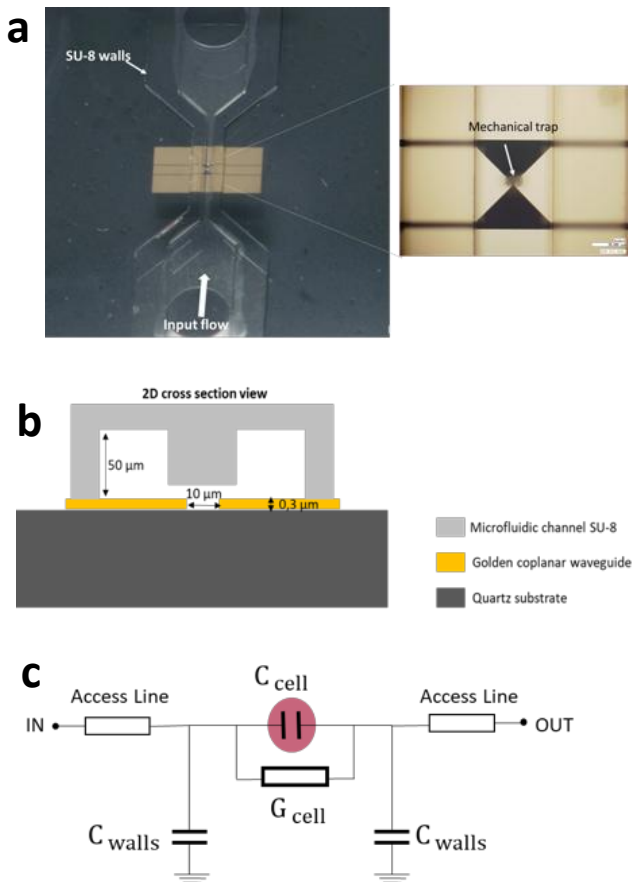 a
SU-8 walls
Input flow
Mechanical trap
b
2D cross section view
50 µm
10 µm
0,3 µm
Microfluidic channel SU-8
Golden coplanar waveguide
Quartz substrate
c
Access Line
C cell
Access Line
IN
OUT
G cell
C walls
C walls